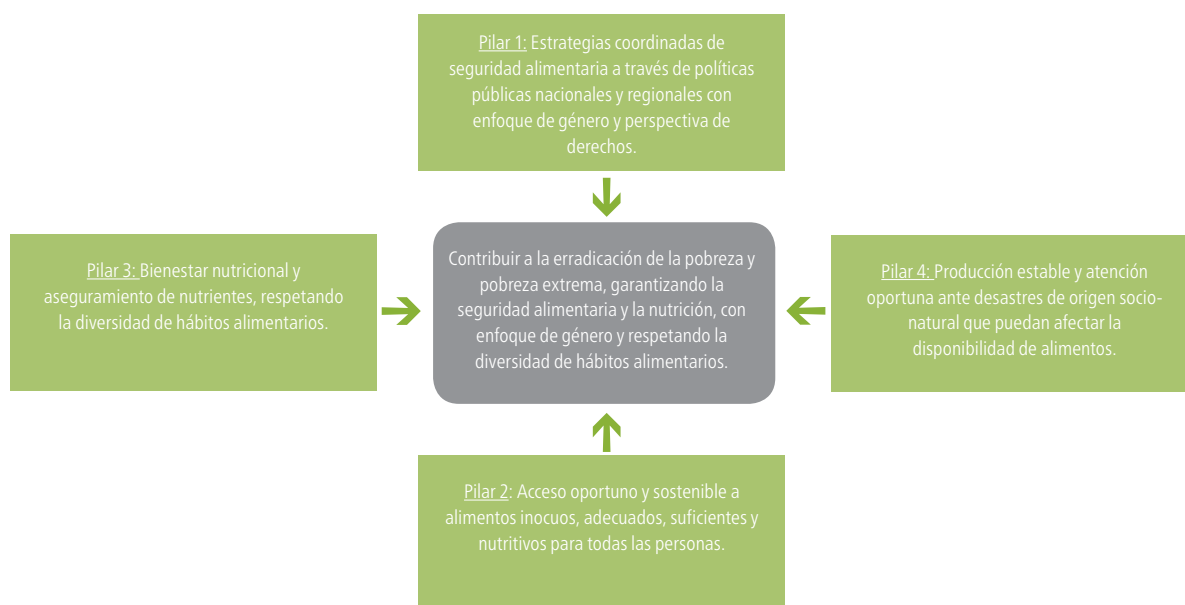 Pilar 1: Estrategias coordinadas de
seguridad alimentaria a través de políticas
públicas nacionales y regionales con
enfoque de género y perspectiva de
derechos.
Pilar 3: Bienestar nutricional y
aseguramiento de nutrientes, respetando
la diversidad de hábitos alimentarios.
Contribuir a la erradicación de la pobreza y
pobreza extrema, garantizando la
seguridad alimentaria y la nutrición, con
enfoque de género y respetando la
diversidad de hábitos alimentarios.
Pilar 4: Producción estable y atención
oportuna ante desastres de origen socio-
natural que puedan afectar la
disponibilidad de alimentos.
Pilar 2: Acceso oportuno y sostenible a
alimentos inocuos, adecuados, suficientes y
nutritivos para todas las personas.